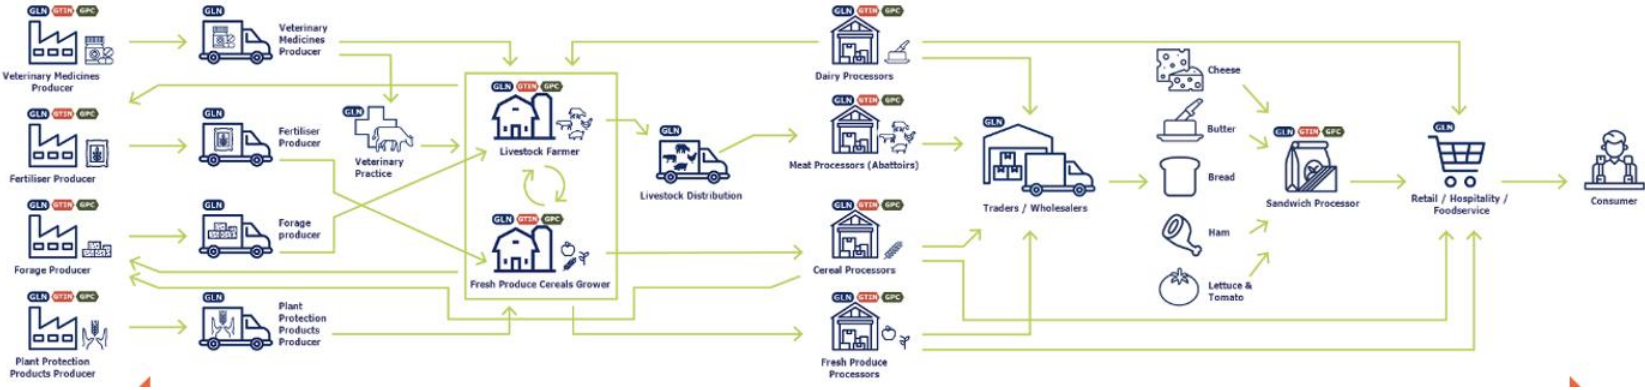 GLN GTIN GPC
Veterinary Medicines
Producer
GLN
Veterinary
Medicines
Producer
GLN GTIN GPC
Fertiliser Producer
GLN
Fertiliser
Producer
GLN GTIN GPC
Forage Producer
GLN
Forage
producer
GLN GTIN GPC
Plant Protection
Products Producer
GLN
Plant
Protection
Products
Producer
GLN
Veterinary
Practice
GLN GTIN GPC
Livestock Farmer
GLN GTIN GPC
Fresh Produce Cereals Grower
GLN
Livestock Distribution
GLN GTIN GPC
Dairy Processors
GLN GTIN GPC
Meat Processors (Abattoirs)
GLN GTIN GPC
Cereal Processors
GLN GTIN GPC
Fresh Produce
Processors
GLN
Traders / Wholesalers
Cheese
Butter
Bread
Ham
Lettuce &
Tomato
GLN GTIN GPC
Sandwich Processor
GLN
Retail / Hospitality /
Foodservice
Consumer